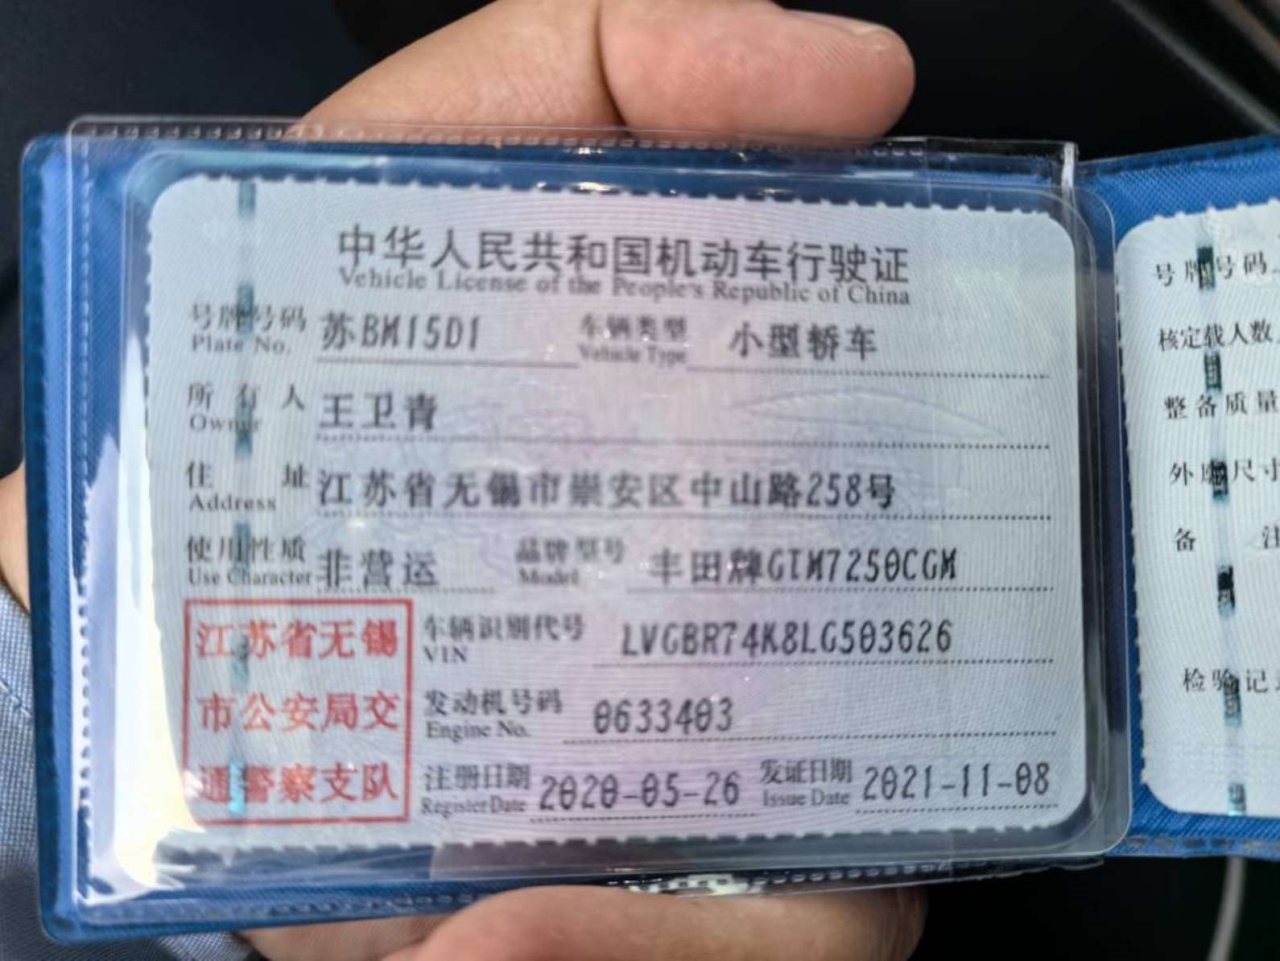 中华人民共和国机动车行驶证
Vehicle License of the People's Republic of China
号牌号码 苏BM15D1 车辆类型 小型轿车
Plate No. Vehicle Type
所有人 王卫青
Owner
住址 江苏省无锡市崇安区中山路258号
Address
使用性质 非营运 品牌型号 丰田牌GTM7250CGM
Use Character Model
江苏省无锡
市公安局交
通警察支队
车辆识别代号 LVGBR74K8LG503626
VIN
发动机号码 0633403
Engine No.
注册日期 2020-05-26 发证日期 2021-11-08
Register Date Issue Date
号牌号码
核定载人数
整备质量
外廓尺寸
备注
检验记